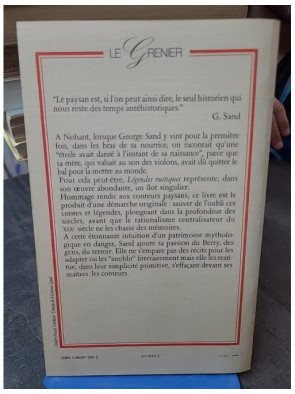 LE GRENIER
"Le paysan est, si l'on peut ainsi dire, le seul historien qui
nous reste des temps antéhistoriques."
G. Sand
A Nohant, lorsque George Sand y vint pour la première
fois, dans les bras de sa nourrice, on racontait qu'une
"étoile avait dansé à l'instant de sa naissance", parce que
sa mère, qui valsait au son des violons, avait dû quitter le
bal pour la mettre au monde.
Pour cela peut-être, Légendes rustiques représente, dans
son œuvre abondante, un îlot singulier.
Hommage rendu aux conteurs paysans, ce livre est le
produit d'une démarche originale : sauver de l'oubli ces
contes et légendes, plongeant dans la profondeur des
siècles, avant que le rationalisme centralisateur du
XIXe siècle ne les chasse des mémoires.
A cette étonnante intuition d'un patrimoine mytholo-
gique en danger, Sand ajoute sa passion du Berry, des
gens, du terroir. Elle ne s'empare pas des récits pour les
adapter ou les "anoblir" littérairement mais elle les resti-
tue, dans leur simplicité primitive, s'effaçant devant ses
maîtres : les conteurs.